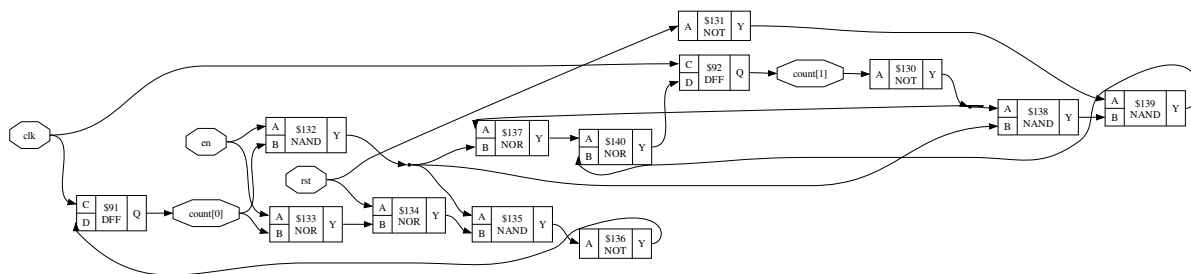 A $131 Y
NOT
C $92 Q
D DFF
count[1]
A $130 Y
NOT
A $138 Y
B NAND
A $139 Y
B NAND
clk
en
A $132 Y
B NAND
A $137 Y
B NOR
A $140 Y
B NOR
rst
C $91 Q
D DFF
count[0]
A $133 Y
B NOR
A $134 Y
B NOR
A $135 Y
B NAND
A $136 Y
NOT